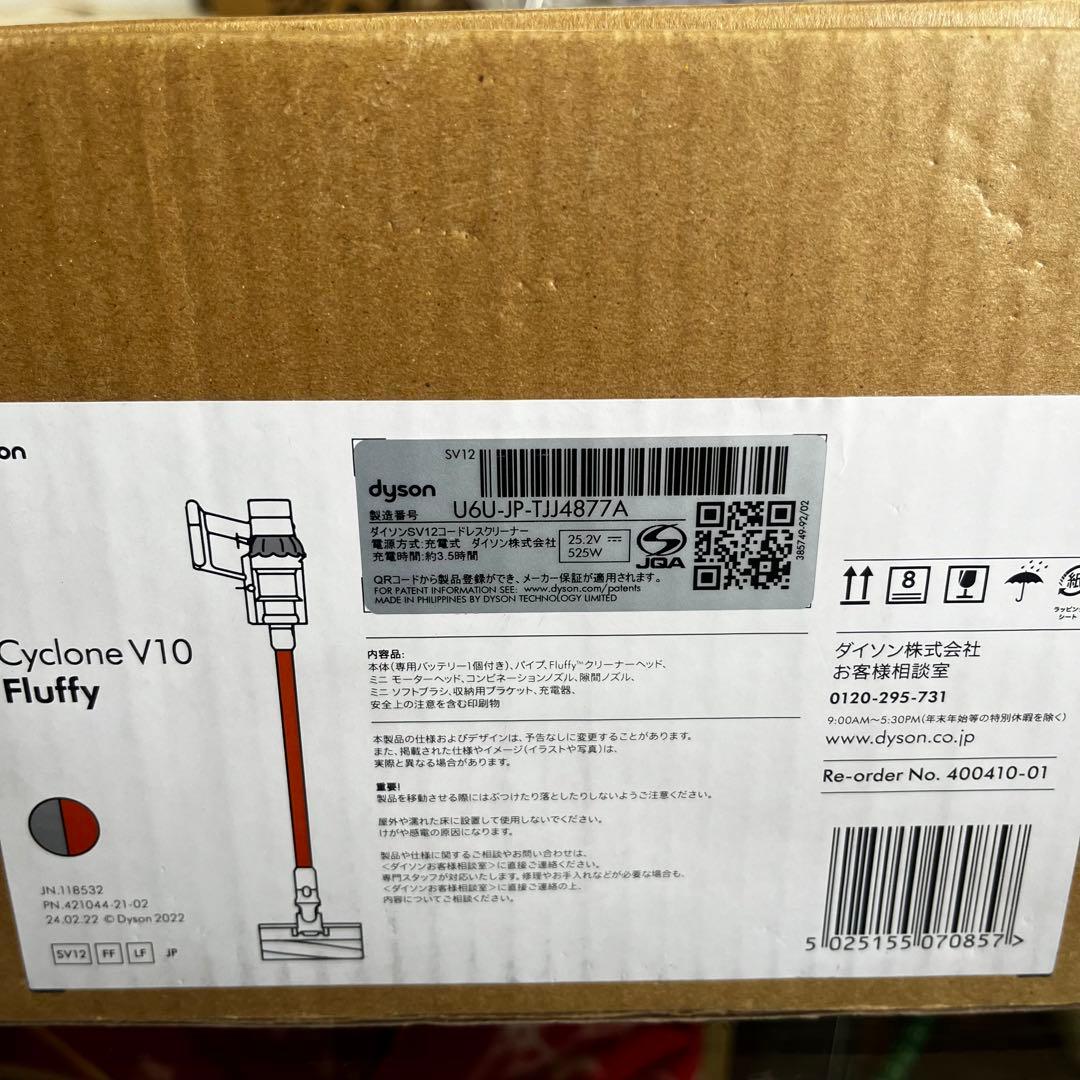 on
Cyclone V10
Fluffy
JN.118532
PN.421044-21-02
24.02.22 © Dyson 2022
SV12 FF LF JP
SV12
dyson
製造番号 U6U-JP-TJJ4877A
ダイソンSV12コードレスクリーナー
電源方式:充電式 ダイソン株式会社
充電時間:約3.5時間
25.2V
525W
JQA
385749-92/02
QRコードから製品登録ができ、メーカー保証が適用されます。
FOR PATENT INFORMATION SEE: www.dyson.com/patents
MADE IN PHILIPPINES BY DYSON TECHNOLOGY LIMITED
内容品:
本体(専用バッテリー1個付き)、パイプ、Fluffy™クリーナーヘッド、
ミニ モーターヘッド、コンビネーションノズル、隙間ノズル、
ミニ ソフトブラシ、収納用ブラケット、充電器、
安全上の注意を含む印刷物
本製品の仕様およびデザインは、予告なしに変更することがあります。
また、掲載された仕様やイメージ(イラストや写真)は、
実際と異なる場合があります。
重要!
製品を移動させる際にはぶつけたり落としたりしないようご注意ください。
屋外や濡れた床に設置して使用しないでください。
けがや感電の原因になります。
製品や仕様に関するご相談やお問い合わせは、
<ダイソンお客様相談室>に直接ご連絡ください。
専門スタッフが対応いたします。修理やお手入れなどが必要な場合も、
<ダイソンお客様相談室>に直接ご連絡の上、
内容についてご相談ください。
8
紙
ラッピング
シート
ダイソン株式会社
お客様相談室
0120-295-731
9:00AM〜5:30PM(年末年始等の特別休暇を除く)
www.dyson.co.jp
Re-order No. 400410-01
5 025155 070857 >